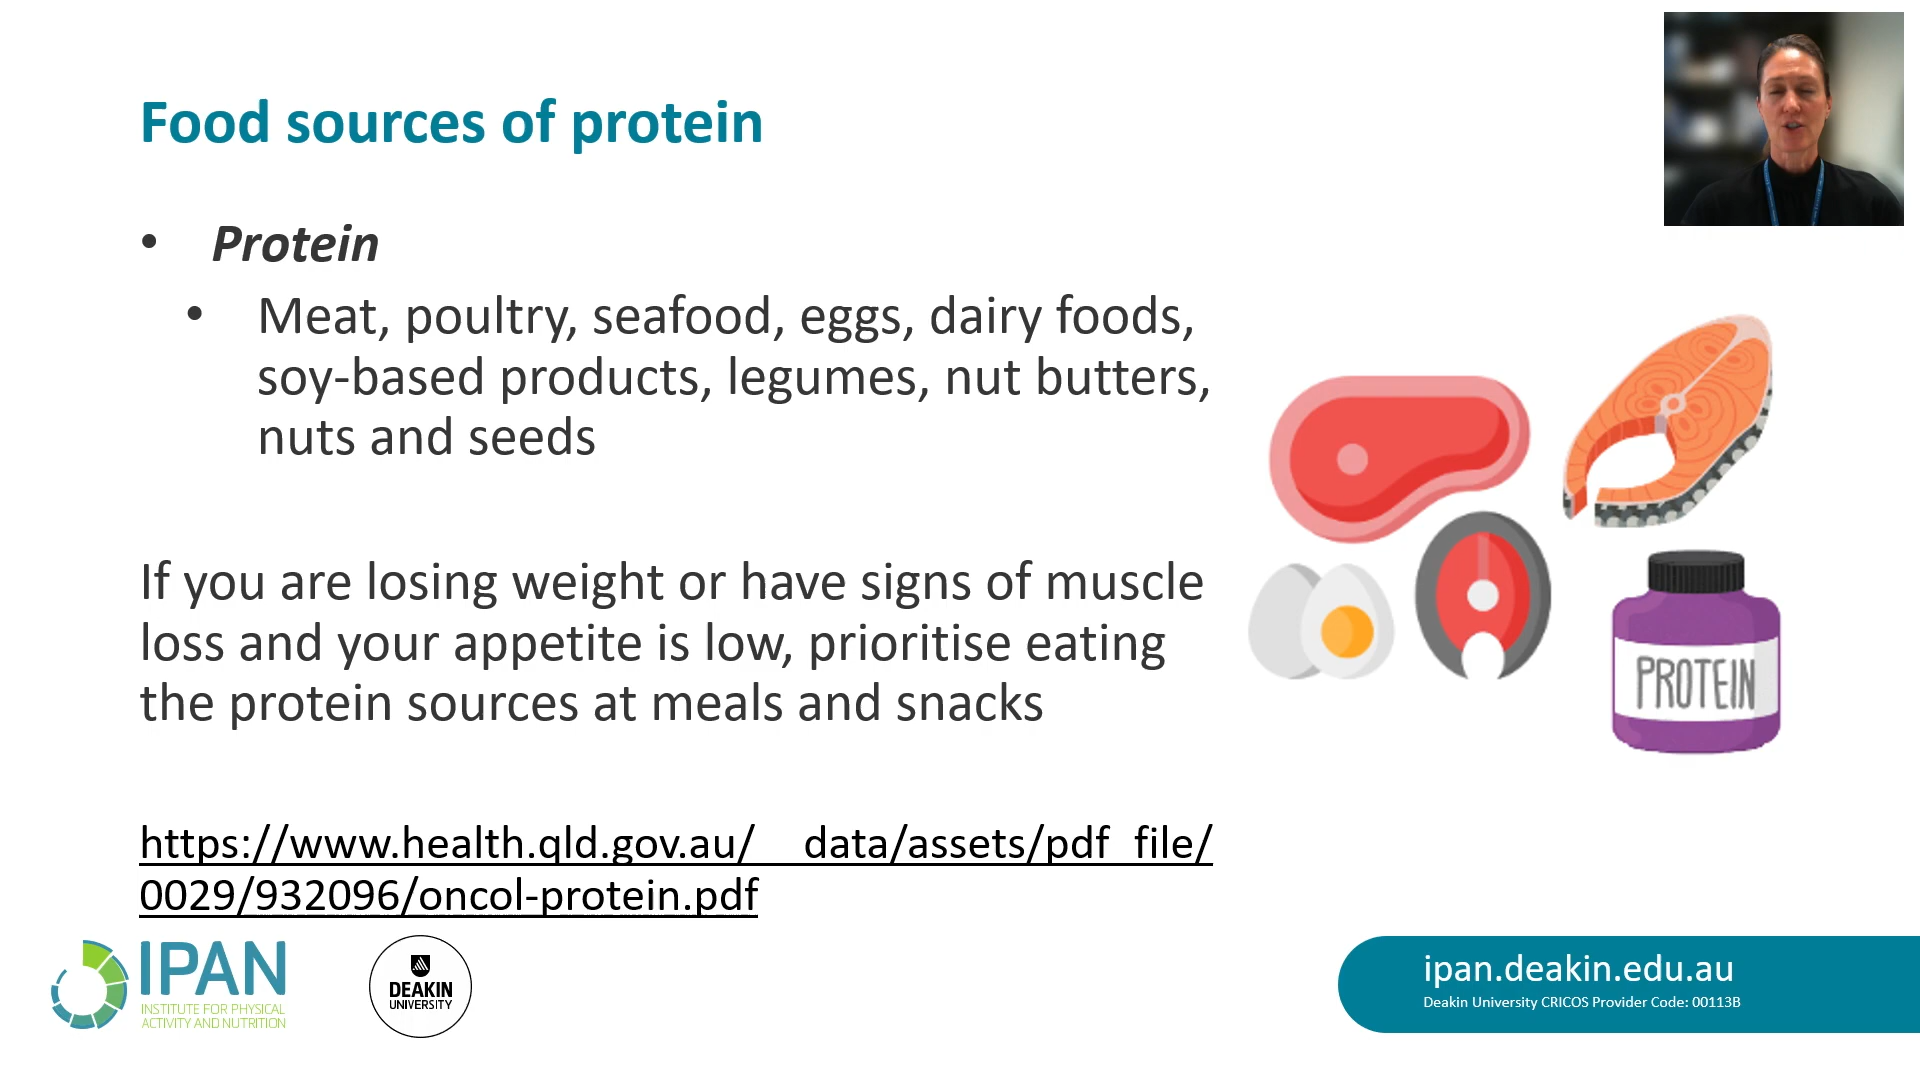 Food sources of protein
• Protein
• Meat, poultry, seafood, eggs, dairy foods,
soy-based products, legumes, nut butters,
nuts and seeds
If you are losing weight or have signs of muscle
loss and your appetite is low, prioritise eating
the protein sources at meals and snacks
https://www.health.qld.gov.au/__data/assets/pdf_file/
0029/932096/oncol-protein.pdf
PROTEIN
IPAN
INSTITUTE FOR PHYSICAL
ACTIVITY AND NUTRITION
DEAKIN
UNIVERSITY
ipan.deakin.edu.au
Deakin University CRICOS Provider Code: 00113B